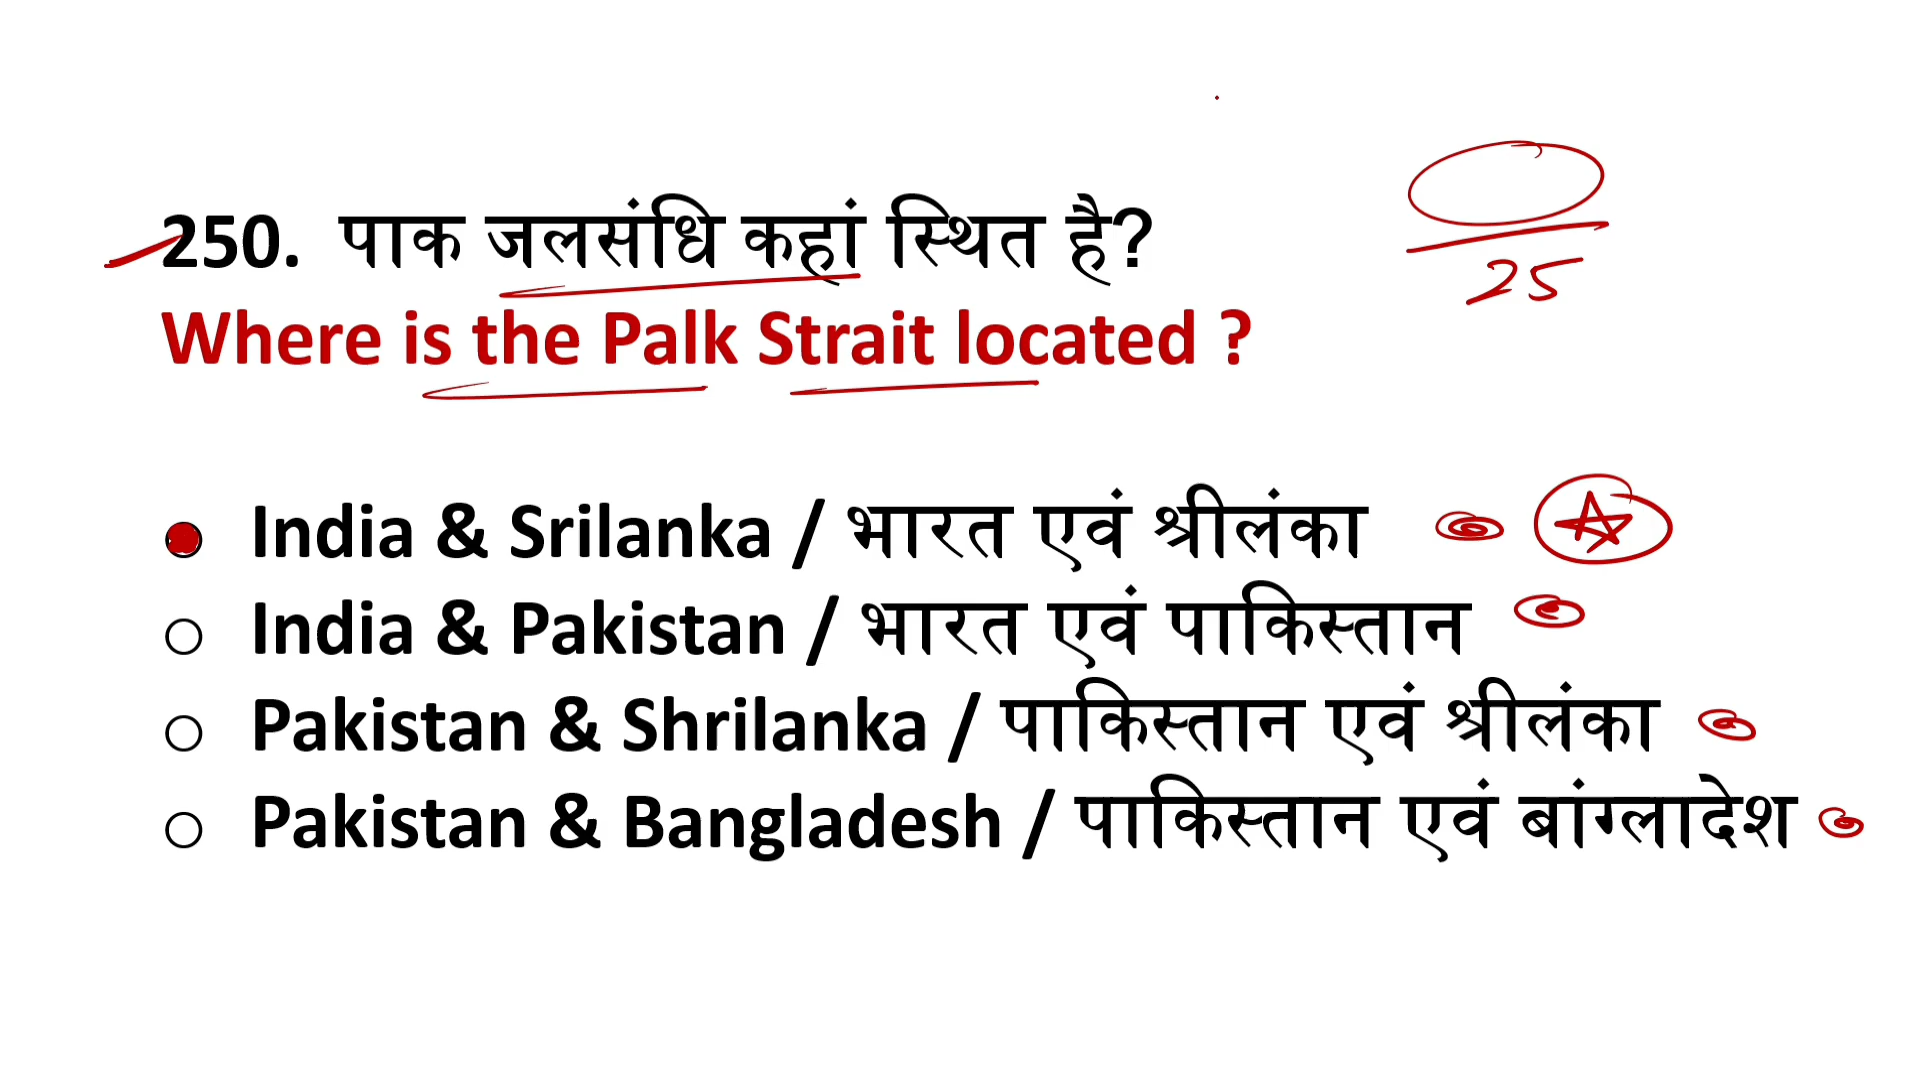 250. पाक जलसंधि कहां स्थित है?
25
Where is the Palk Strait located ?
India & Srilanka / भारत एवं श्रीलंका
India & Pakistan / भारत एवं पाकिस्तान
Pakistan & Shrilanka / पाकिस्तान एवं श्रीलंका
Pakistan & Bangladesh / पाकिस्तान एवं बांग्लादेश